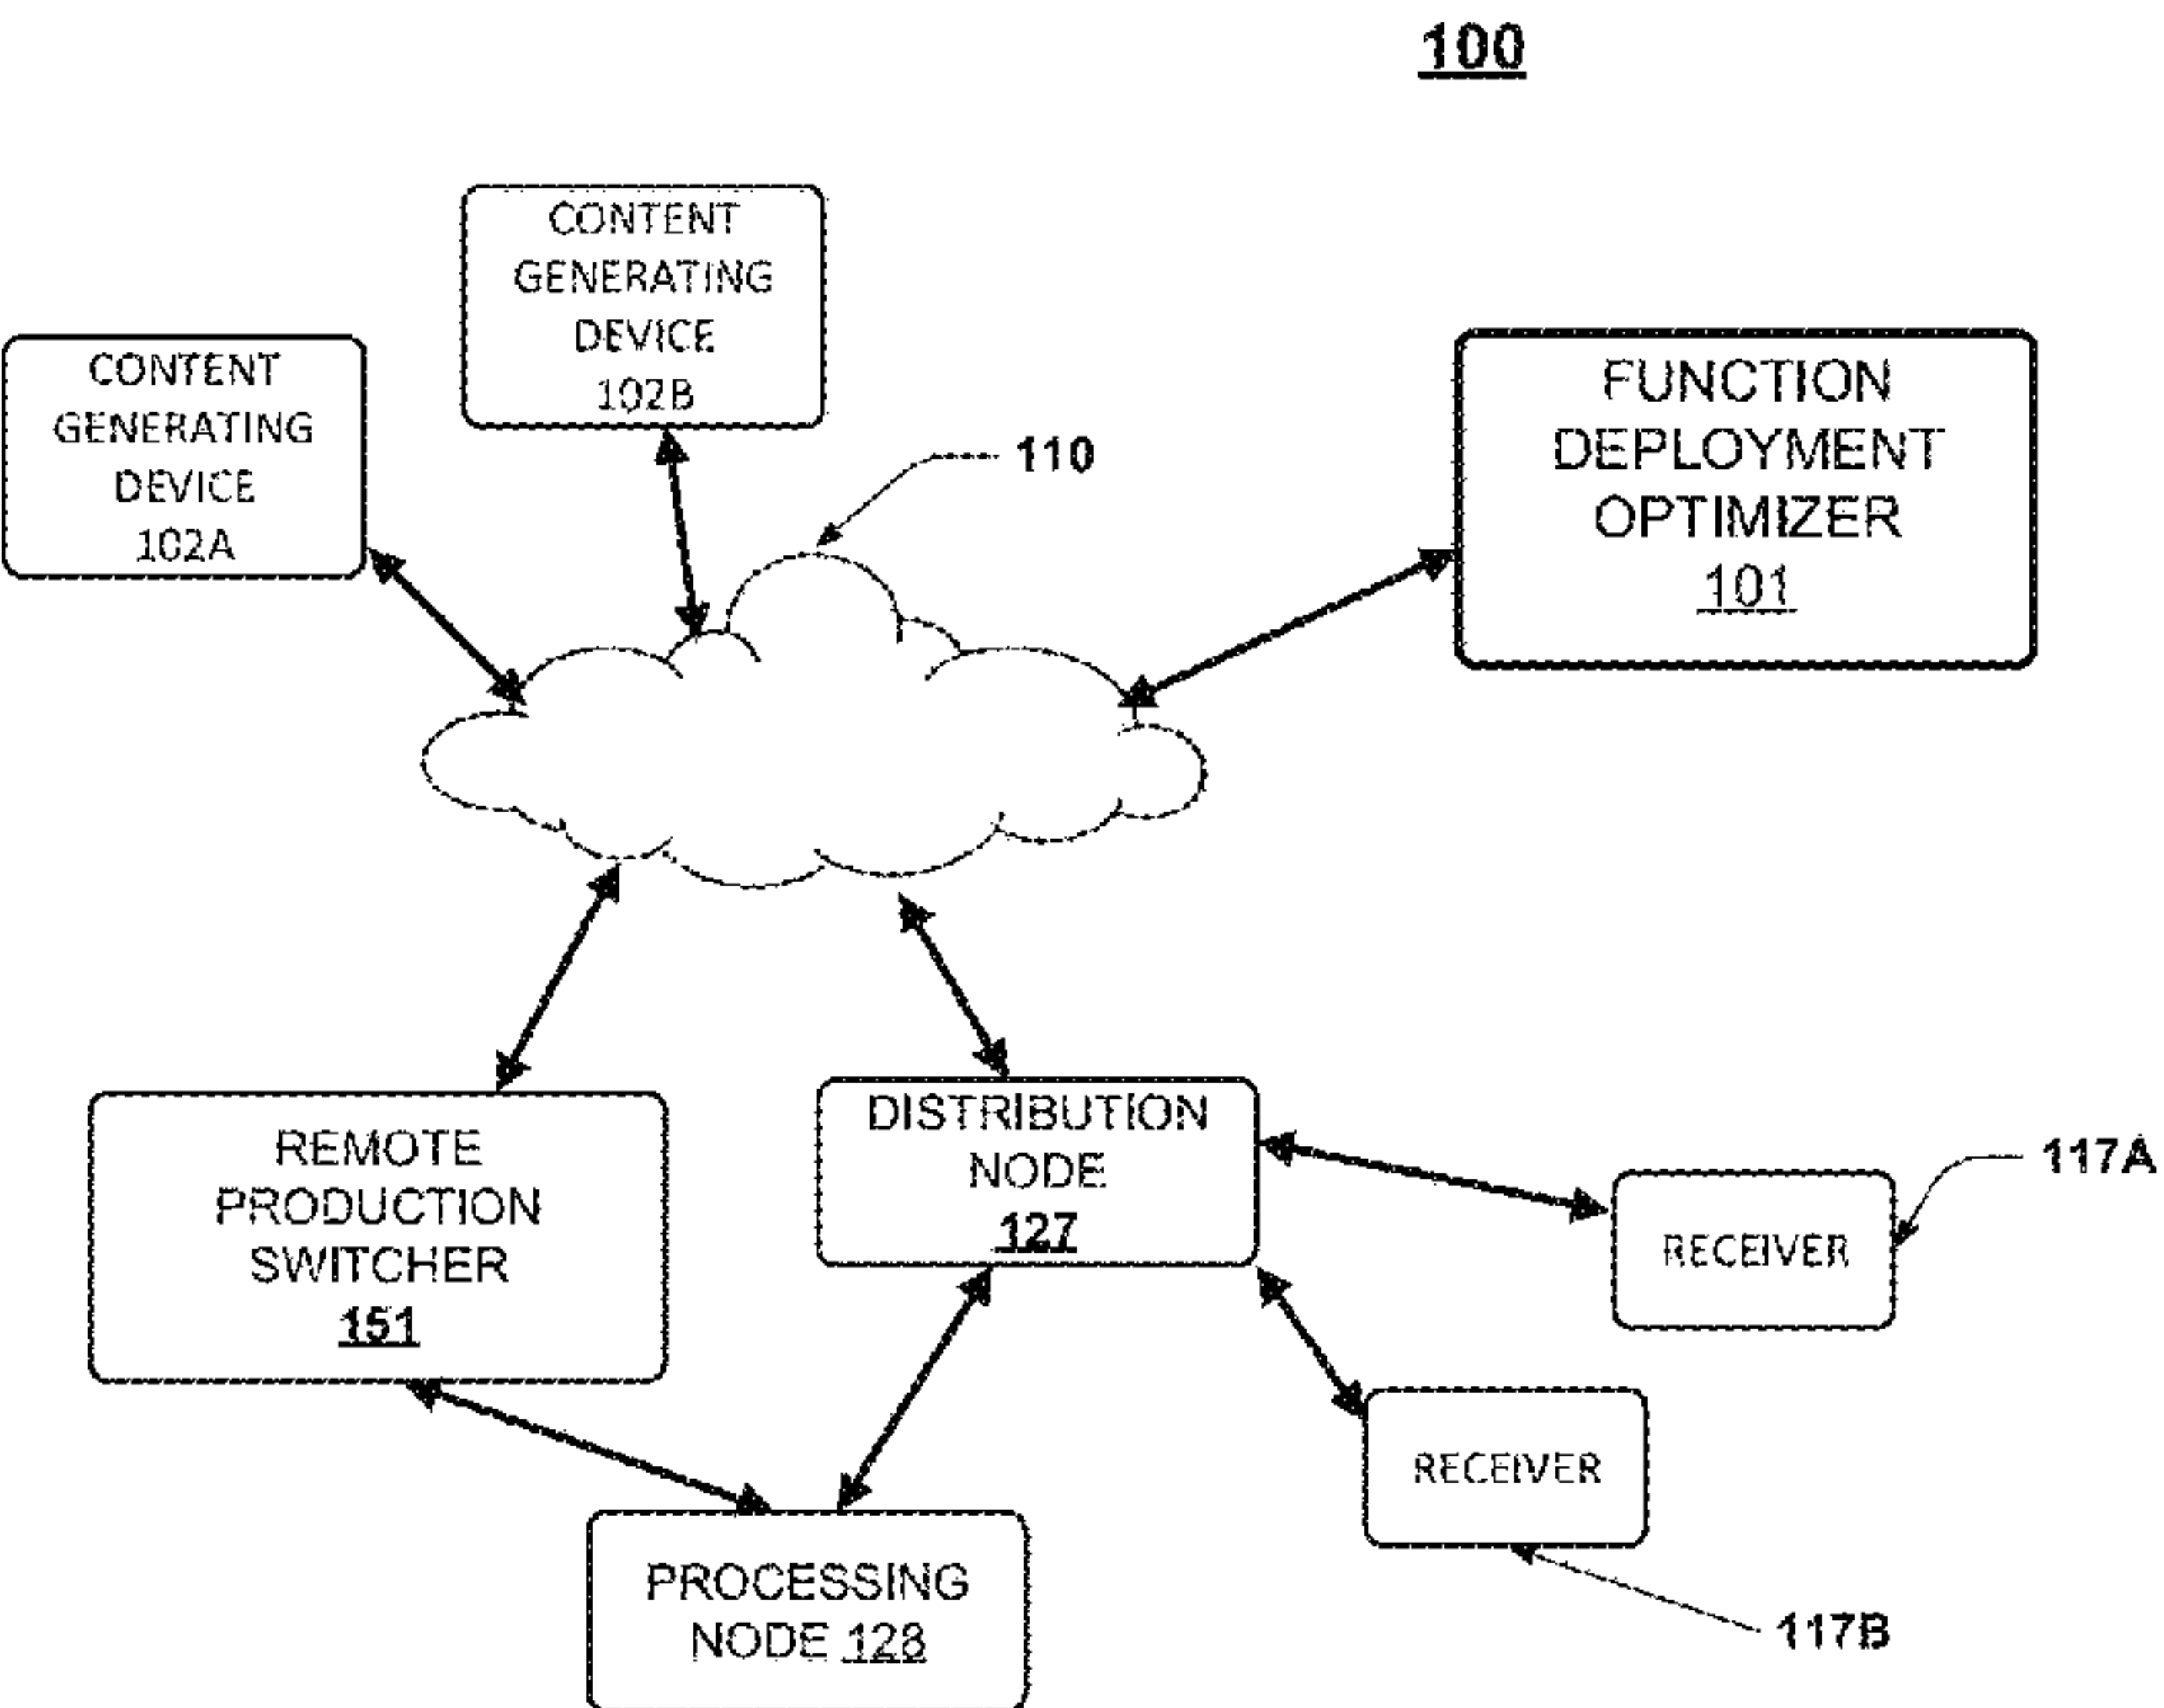 100
CONTENT
GENERATING
DEVICE
102B
CONTENT
GENERATING
DEVICE
102A
FUNCTION
DEPLOYMENT
OPTIMIZER
101
110
REMOTE
PRODUCTION
SWITCHER
151
DISTRIBUTION
NODE
127
117A
RECEIVER
RECEIVER
117B
PROCESSING
NODE 128